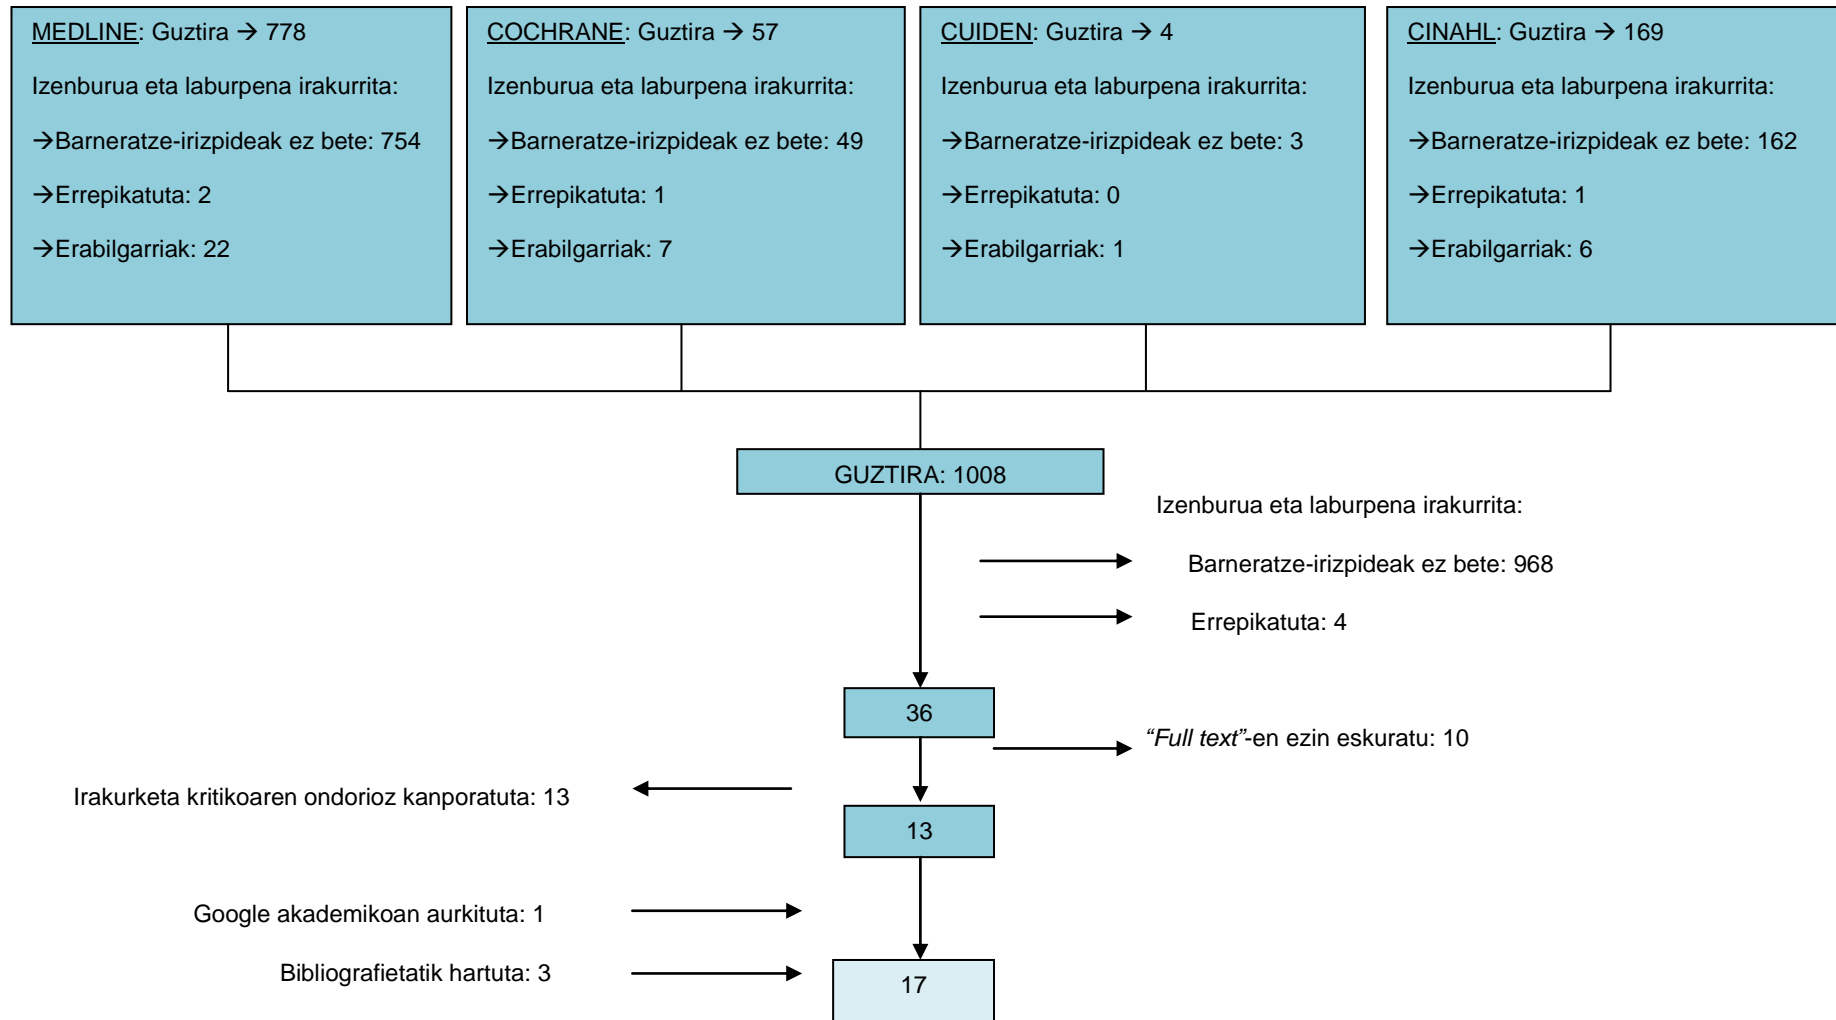 MEDLINE: Guztira → 778
Izenburua eta laburpena irakurrita:
→Barneratze-irizpideak ez bete: 754
→Errepikatuta: 2
→Erabilgarriak: 22
COCHRANE: Guztira → 57
Izenburua eta laburpena irakurrita:
→Barneratze-irizpideak ez bete: 49
→Errepikatuta: 1
→Erabilgarriak: 7
CUIDEN: Guztira → 4
Izenburua eta laburpena irakurrita:
→Barneratze-irizpideak ez bete: 3
→Errepikatuta: 0
→Erabilgarriak: 1
CINAHL: Guztira → 169
Izenburua eta laburpena irakurrita:
→Barneratze-irizpideak ez bete: 162
→Errepikatuta: 1
→Erabilgarriak: 6
GUZTIRA: 1008
Izenburua eta laburpena irakurrita:
Barneratze-irizpideak ez bete: 968
Errepikatuta: 4
36
“Full text”-en ezin eskuratu: 10
Irakurketa kritikoaren ondorioz kanporatuta: 13
13
Google akademikoan aurkituta: 1
Bibliografietatik hartuta: 3
17